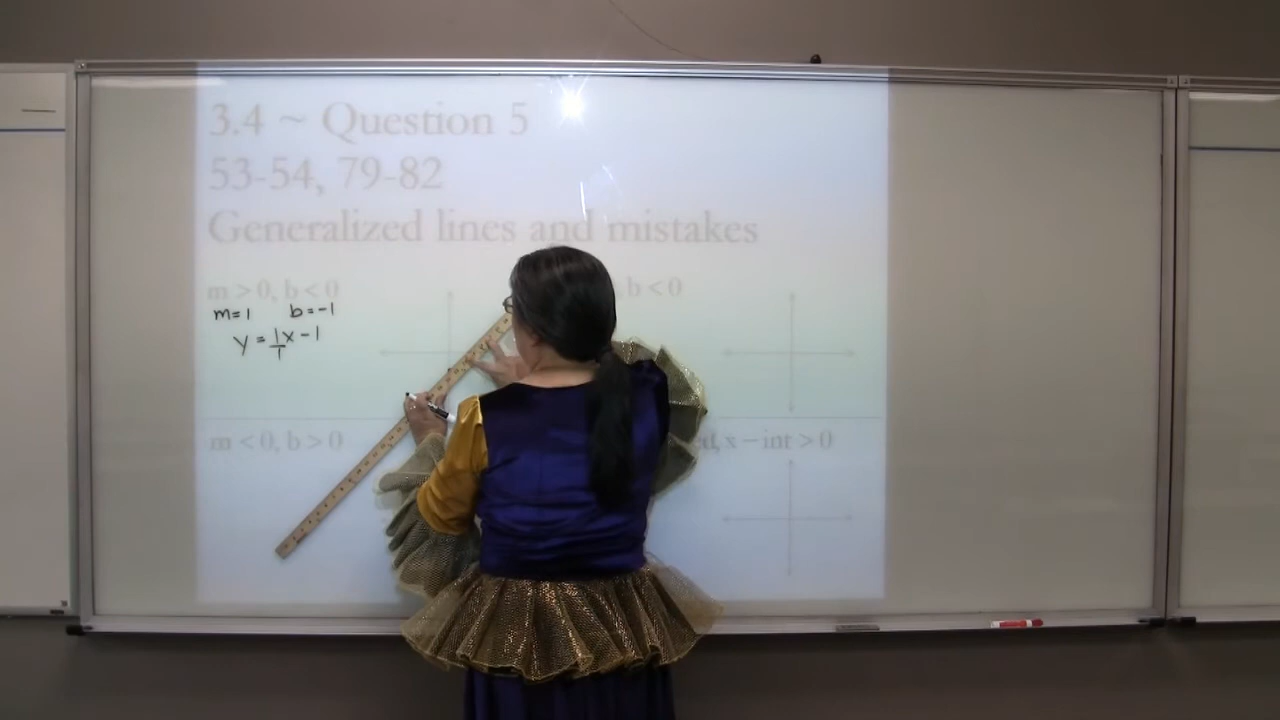 3.4 ~ Question 5
53-54, 79-82
Generalized lines and mistakes
m > 0, b < 0
b < 0
m=1 b=-1
y = 1/1 x - 1
m < 0, b > 0
x – int > 0